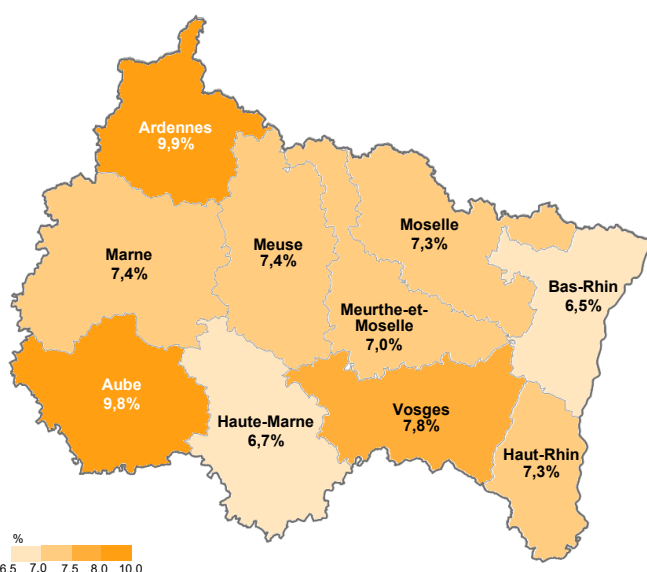 Ardennes
9,9%
Moselle
7,3%
Meuse
7,4%
Marne
7,4%
Bas-Rhin
6,5%
Meurthe-et-
Moselle
7,0%
Aube
9,8%
Vosges
7,8%
Haute-Marne
6,7%
Haut-Rhin
7,3%
%
6,5 7,0 7,5 8,0 10,0